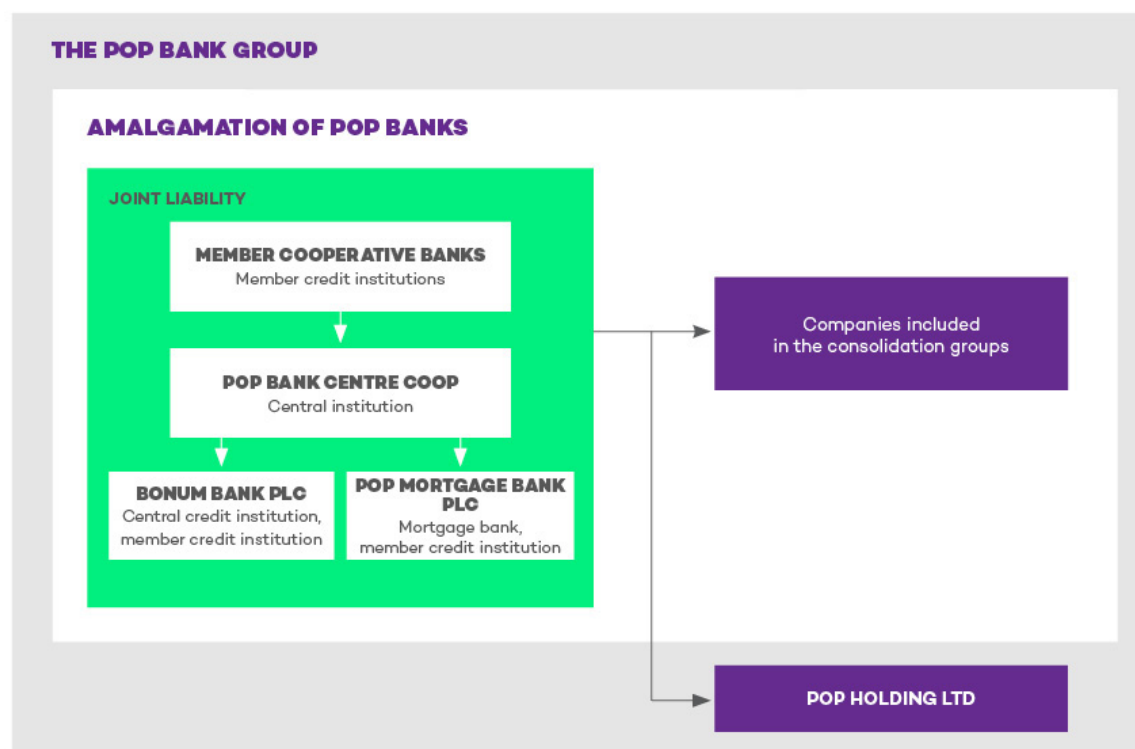 THE POP BANK GROUP
AMALGAMATION OF POP BANKS
JOINT LIABILITY
MEMBER COOPERATIVE BANKS
Member credit institutions
POP BANK CENTRE COOP
Central institution
BONUM BANK PLC
Central credit institution,
member credit institution
POP MORTGAGE BANK
PLC
Mortgage bank,
member credit institution
Companies included
in the consolidation groups
POP HOLDING LTD